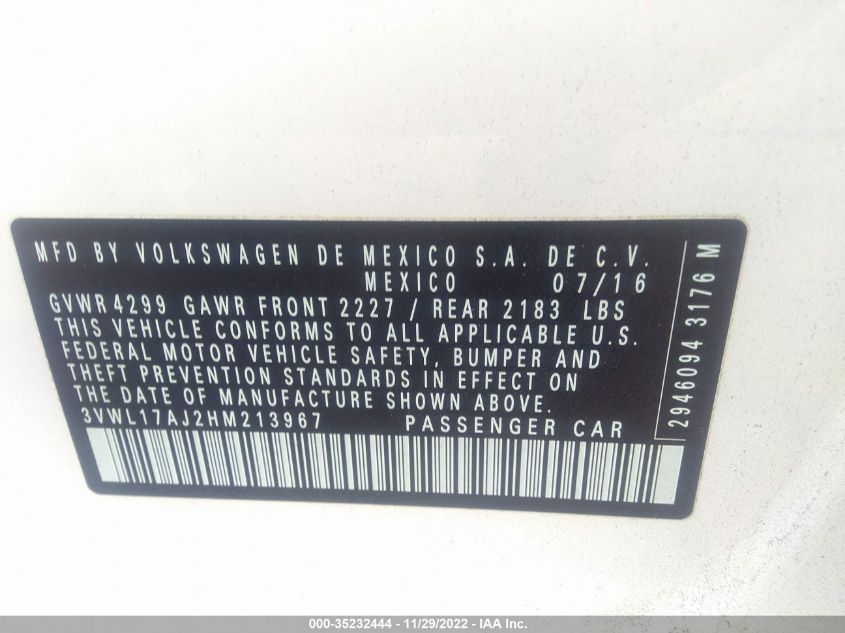 MFD BY VOLKSWAGEN DE MEXICO S.A. DE C.V.
MEXICO 07/16
GVWR 4299 GAWR FRONT 2227 / REAR 2183 LBS
THIS VEHICLE CONFORMS TO ALL APPLICABLE U.S.
FEDERAL MOTOR VEHICLE SAFETY, BUMPER AND
THEFT PREVENTION STANDARDS IN EFFECT ON
THE DATE OF MANUFACTURE SHOWN ABOVE.
3VWL17AJ2HM213967 PASSENGER CAR
2946094 3176 M
000-35232444 - 11/29/2022 - IAA Inc.